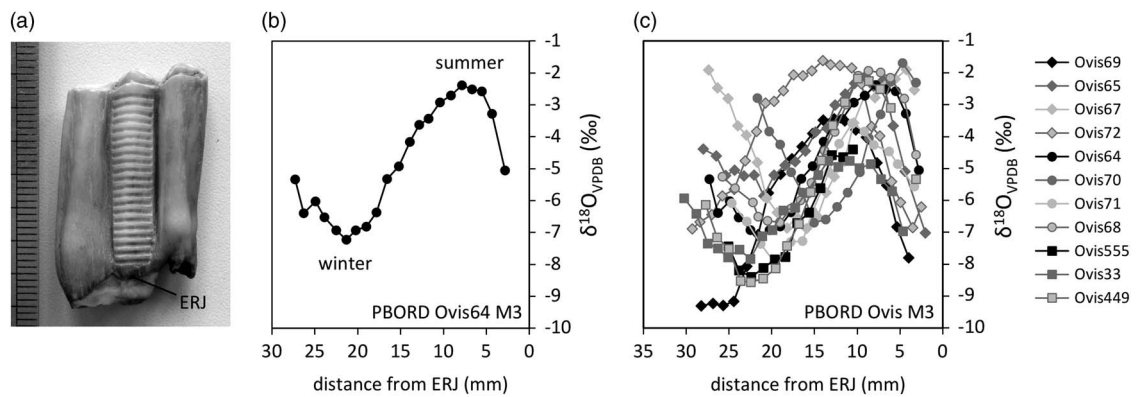 (a)
ERJ
(b)
summer
winter
PBORD Ovis64 M3
-1
-2
-3
-4
-5
-6
-7
-8
-9
-10
δ¹⁸O_VPDB (‰)
30 25 20 15 10 5 0
distance from ERJ (mm)
(c)
PBORD Ovis M3
-1
-2
-3
-4
-5
-6
-7
-8
-9
-10
δ¹⁸O_VPDB (‰)
35 30 25 20 15 10 5 0
distance from ERJ (mm)
Ovis69
Ovis65
Ovis67
Ovis72
Ovis64
Ovis70
Ovis71
Ovis68
Ovis555
Ovis33
Ovis449